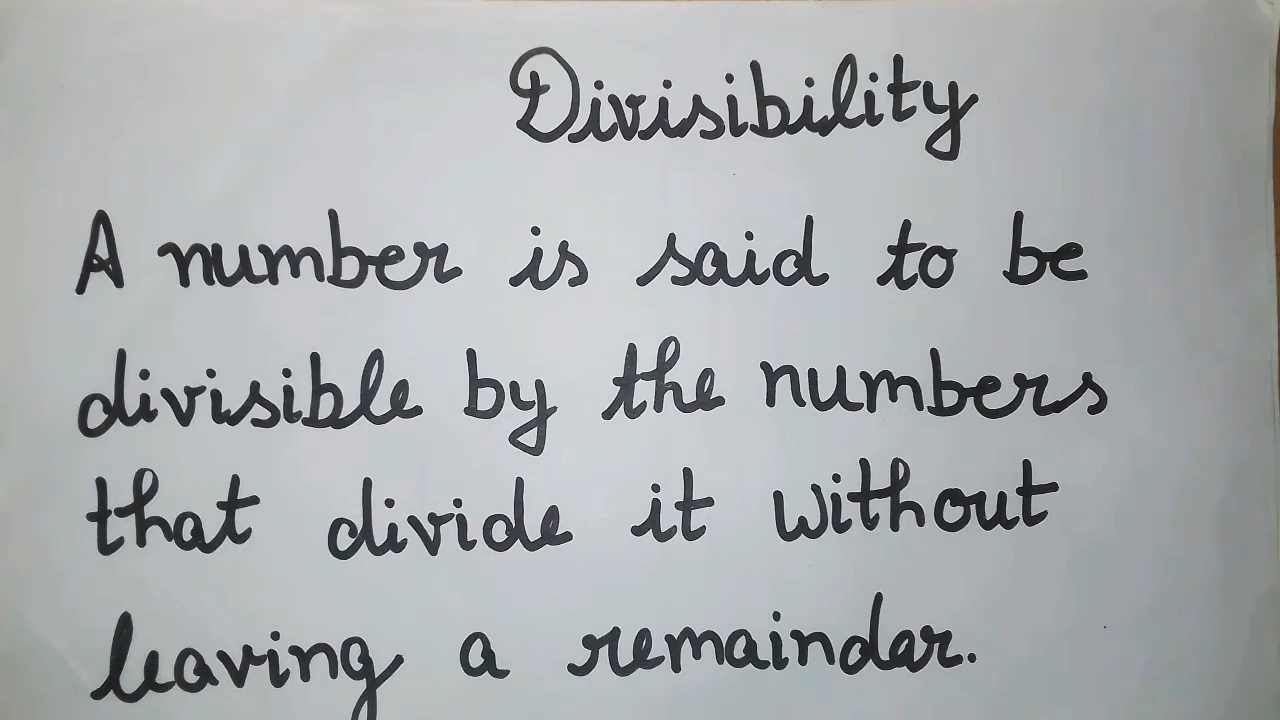 Divisibility
A number is said to be
divisible by the numbers
that divide it without
leaving a remainder.